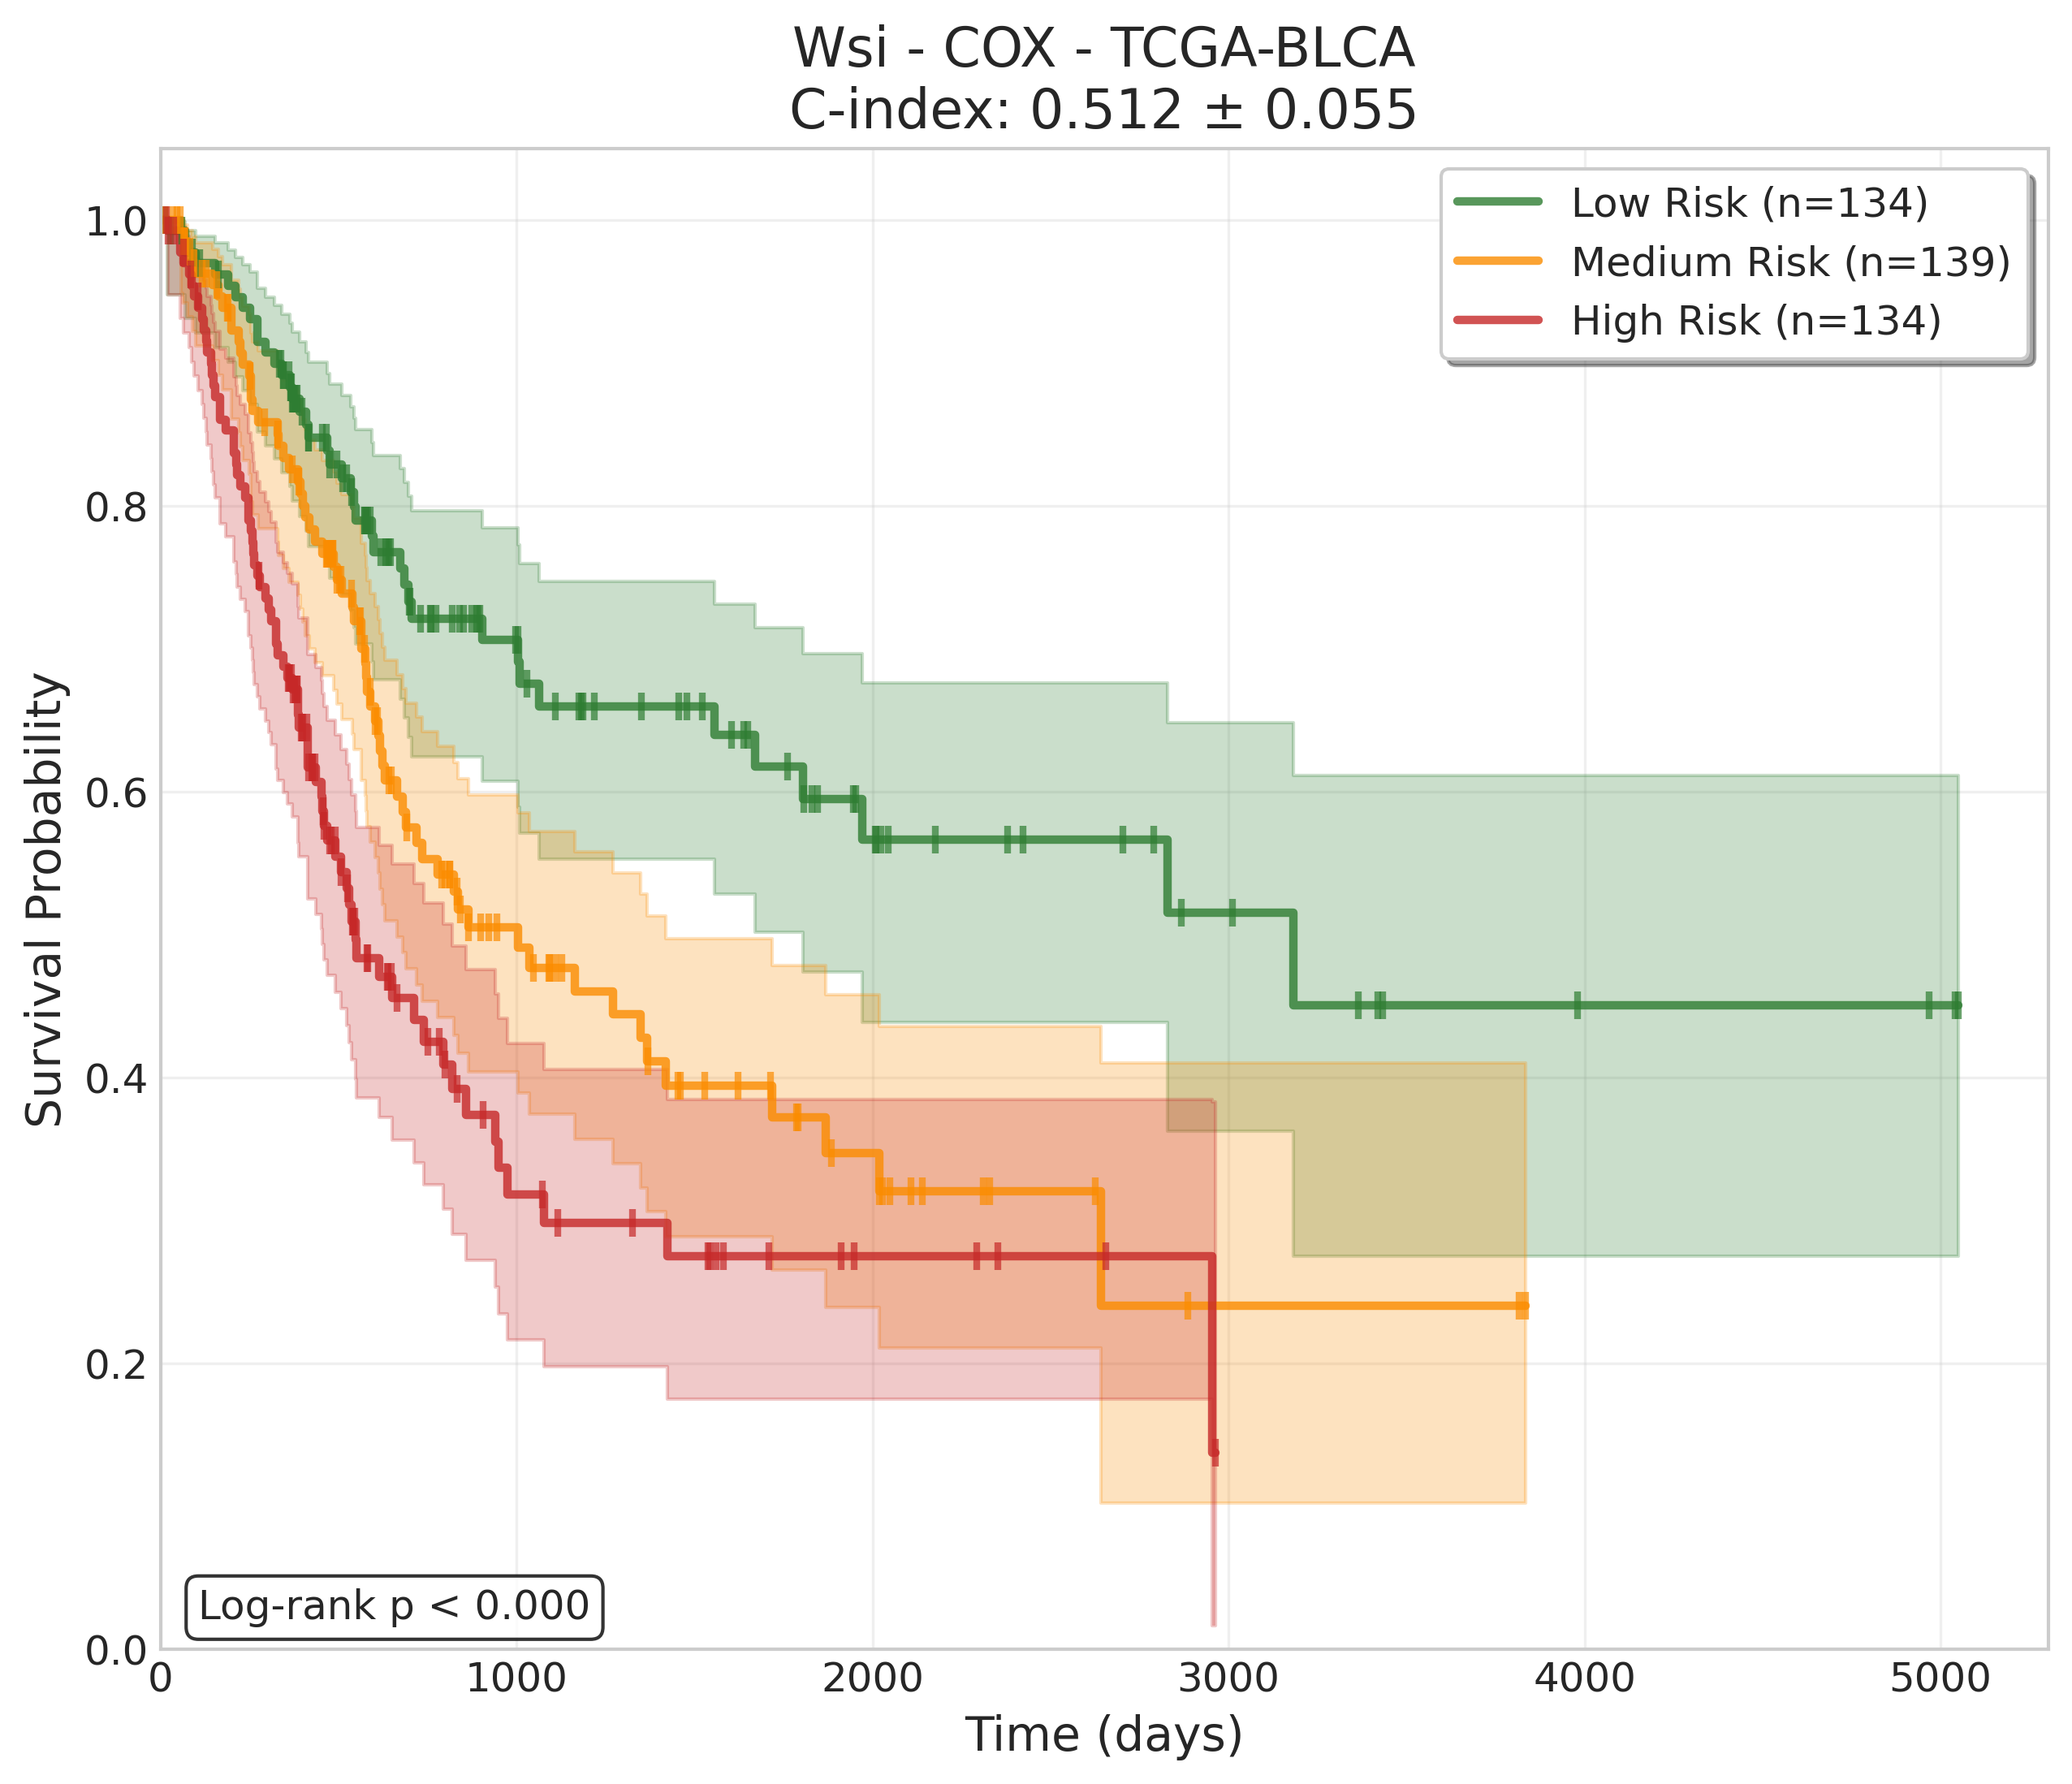 Wsi - COX - TCGA-BLCA
C-index: 0.512 ± 0.055
Low Risk (n=134)
Medium Risk (n=139)
High Risk (n=134)
Survival Probability
1.0
0.8
0.6
0.4
0.2
0.0
Log-rank p < 0.000
0 1000 2000 3000 4000 5000
Time (days)